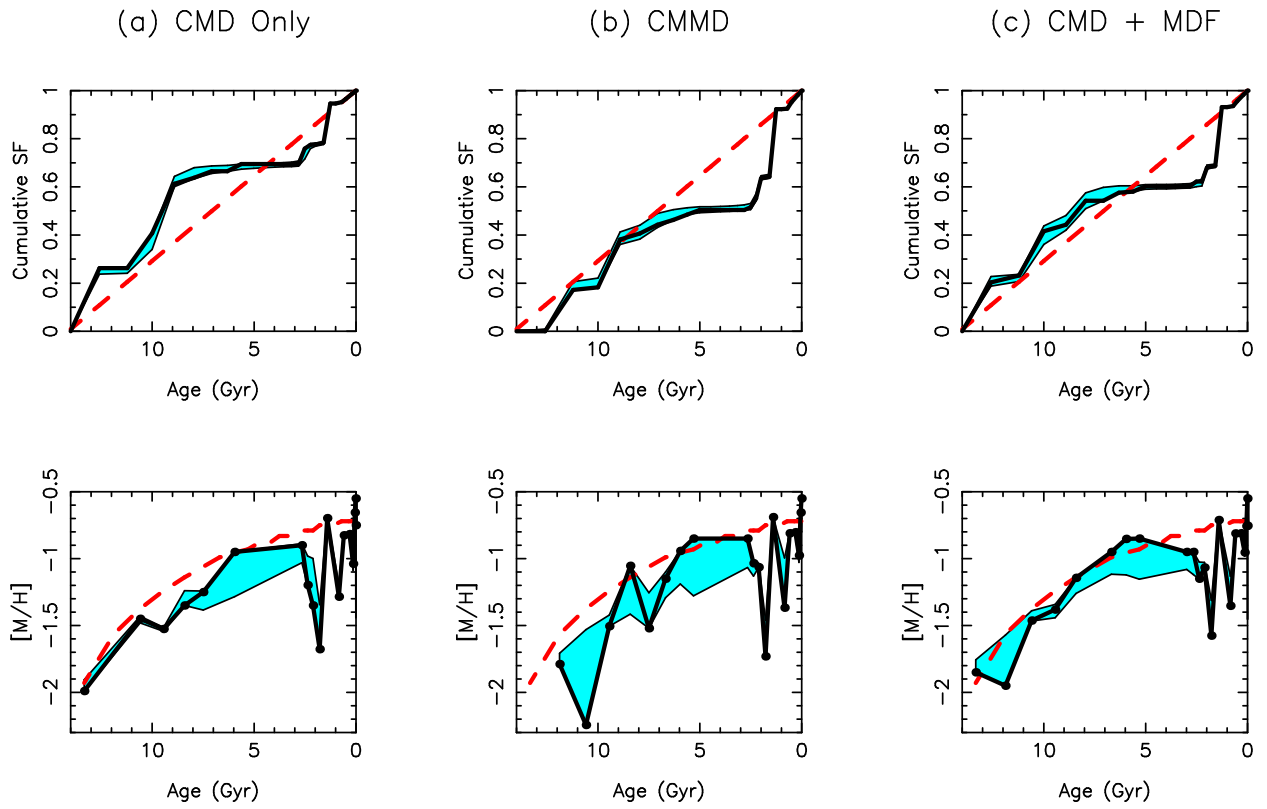 (a) CMD Only
(b) CMMD
(c) CMD + MDF
Cumulative SF
1
0.8
0.6
0.4
0.2
0
10 5 0
Age (Gyr)
Cumulative SF
1
0.8
0.6
0.4
0.2
0
10 5 0
Age (Gyr)
Cumulative SF
1
0.8
0.6
0.4
0.2
0
10 5 0
Age (Gyr)
[M/H]
−0.5
−1
−1.5
−2
10 5 0
Age (Gyr)
[M/H]
−0.5
−1
−1.5
−2
10 5 0
Age (Gyr)
[M/H]
−0.5
−1
−1.5
−2
10 5 0
Age (Gyr)